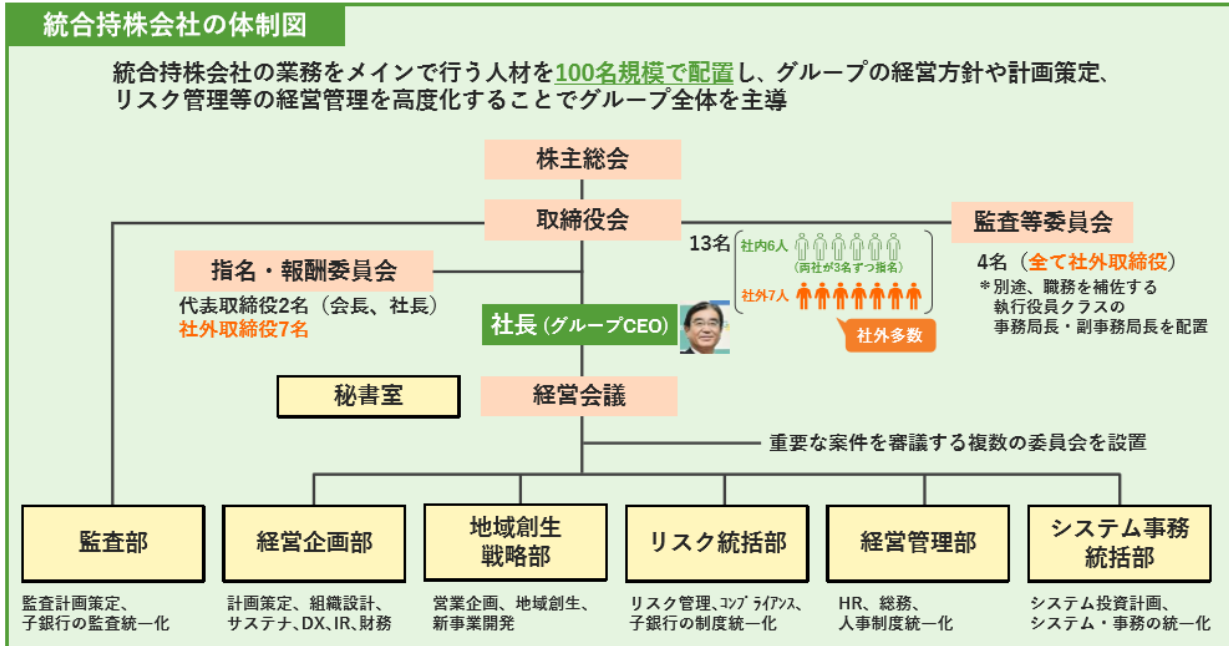 統合持株会社の体制図
統合持株会社の業務をメインで行う人材を100名規模で配置し、グループの経営方針や計画策定、
リスク管理等の経営管理を高度化することでグループ全体を主導
株主総会
取締役会
13名
社内6人
(両社が3名ずつ指名)
社外7人
社外多数
監査等委員会
4名（全て社外取締役）
＊別途、職務を補佐する
執行役員クラスの
事務局長・副事務局長を配置
指名・報酬委員会
代表取締役2名（会長、社長）
社外取締役7名
社長 (グループCEO)
秘書室
経営会議
重要な案件を審議する複数の委員会を設置
監査部
監査計画策定、
子銀行の監査統一化
経営企画部
計画策定、組織設計、
サステナ、DX、IR、財務
地域創生
戦略部
営業企画、地域創生、
新事業開発
リスク統括部
リスク管理、ｺﾝﾌﾟﾗｲｱﾝｽ、
子銀行の制度統一化
経営管理部
HR、総務、
人事制度統一化
システム事務
統括部
システム投資計画、
システム・事務の統一化